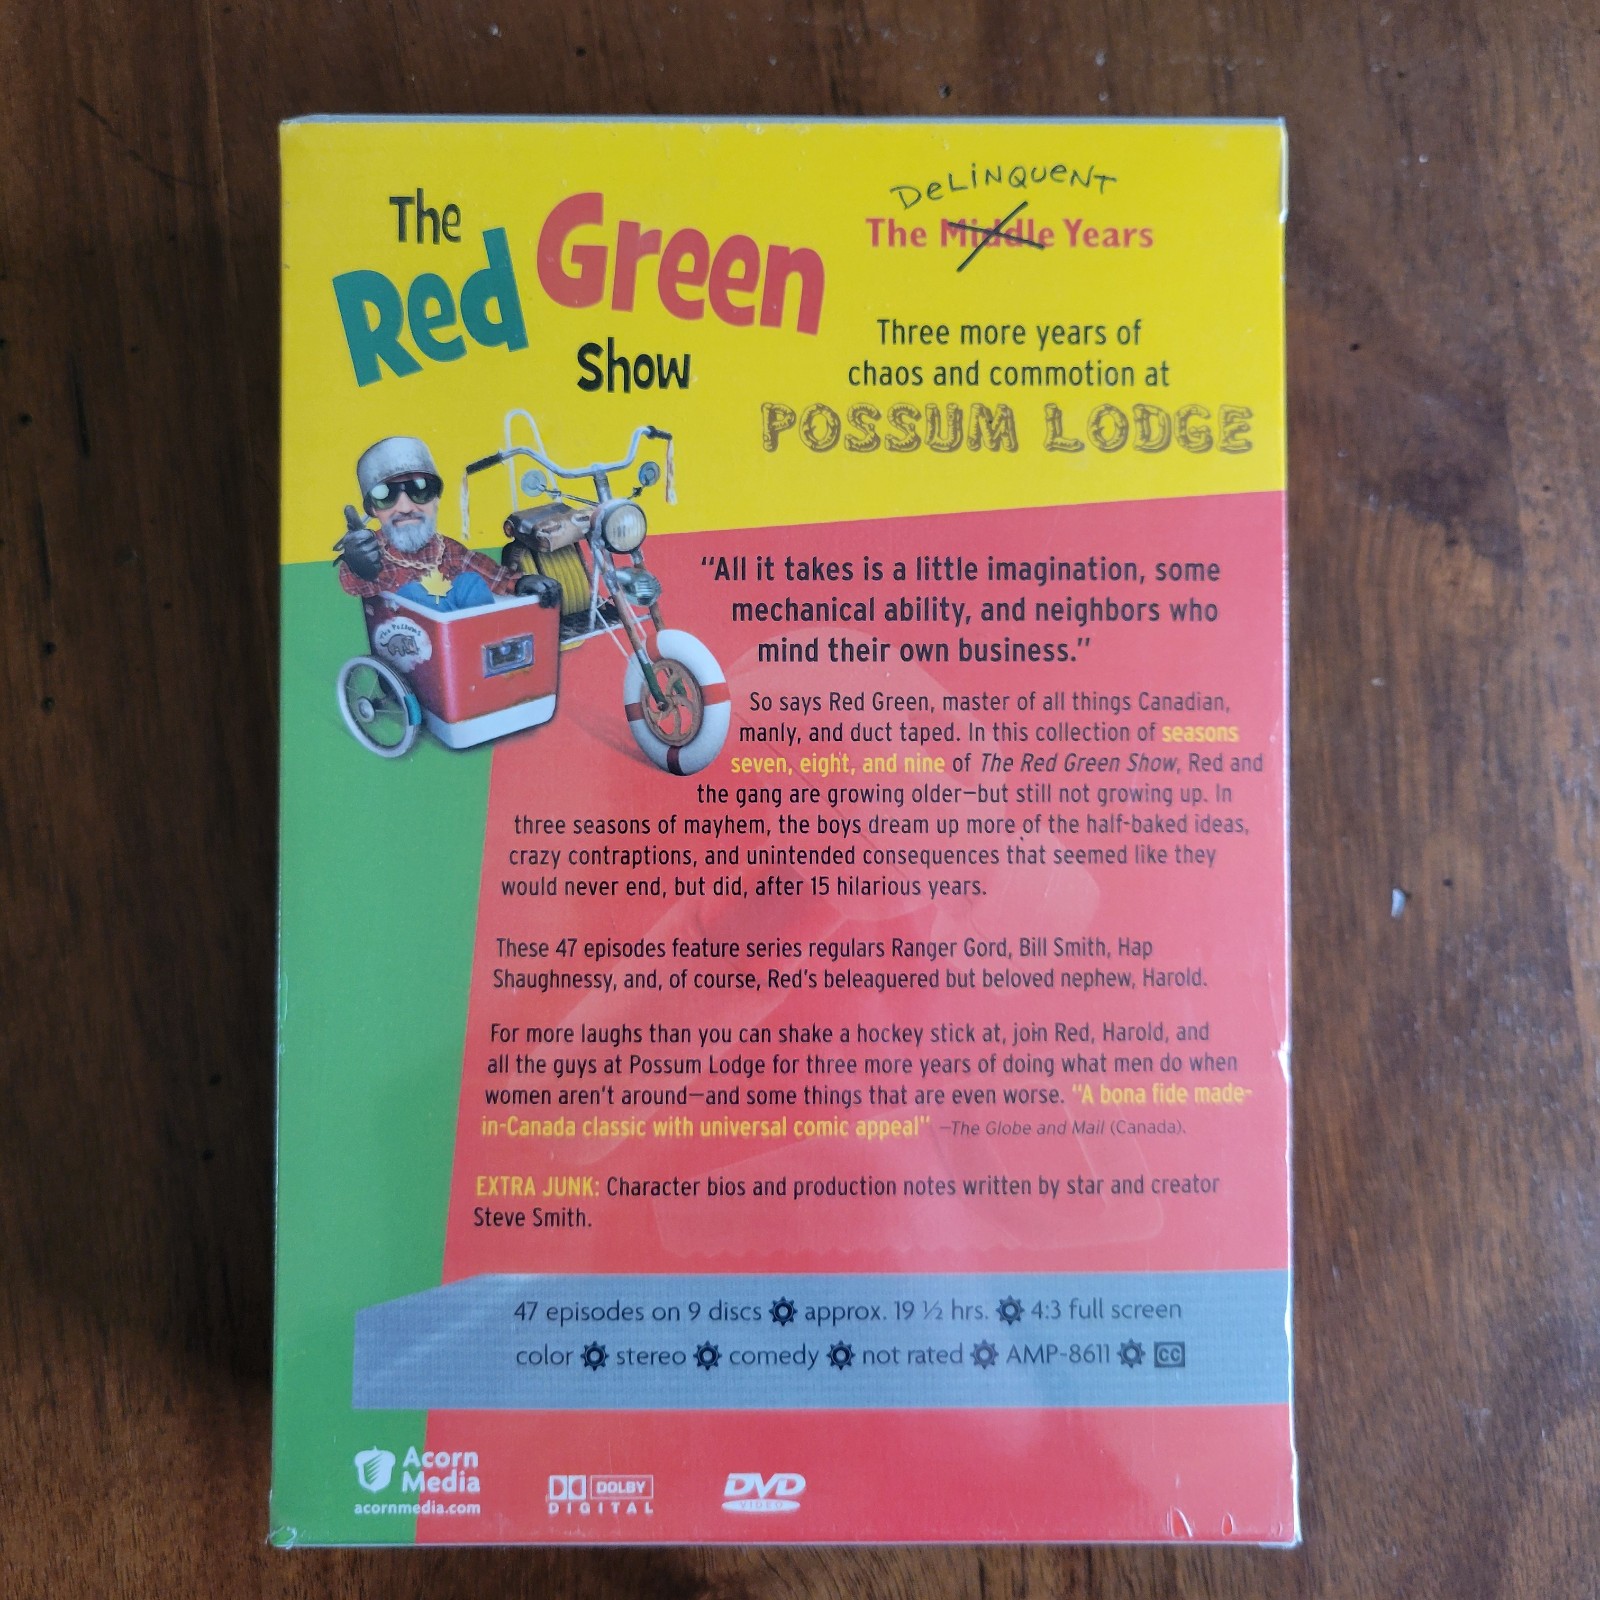 The
Red Green
Show
DeLiNQUeNT
The Middle Years
Three more years of
chaos and commotion at
POSSUM LODGE
"All it takes is a little imagination, some
mechanical ability, and neighbors who
mind their own business."
So says Red Green, master of all things Canadian,
manly, and duct taped. In this collection of seasons
seven, eight, and nine of The Red Green Show, Red and
the gang are growing older—but still not growing up. In
three seasons of mayhem, the boys dream up more of the half-baked ideas,
crazy contraptions, and unintended consequences that seemed like they
would never end, but did, after 15 hilarious years.
These 47 episodes feature series regulars Ranger Gord, Bill Smith, Hap
Shaughnessy, and, of course, Red's beleaguered but beloved nephew, Harold.
For more laughs than you can shake a hockey stick at, join Red, Harold, and
all the guys at Possum Lodge for three more years of doing what men do when
women aren't around—and some things that are even worse. "A bona fide made-
in-Canada classic with universal comic appeal" —The Globe and Mail (Canada).
EXTRA JUNK: Character bios and production notes written by star and creator
Steve Smith.
47 episodes on 9 discs approx. 19 ½ hrs. 4:3 full screen
color stereo comedy not rated AMP-8611 CC
Acorn
Media
acornmedia.com
DOLBY
DIGITAL
DVD
VIDEO